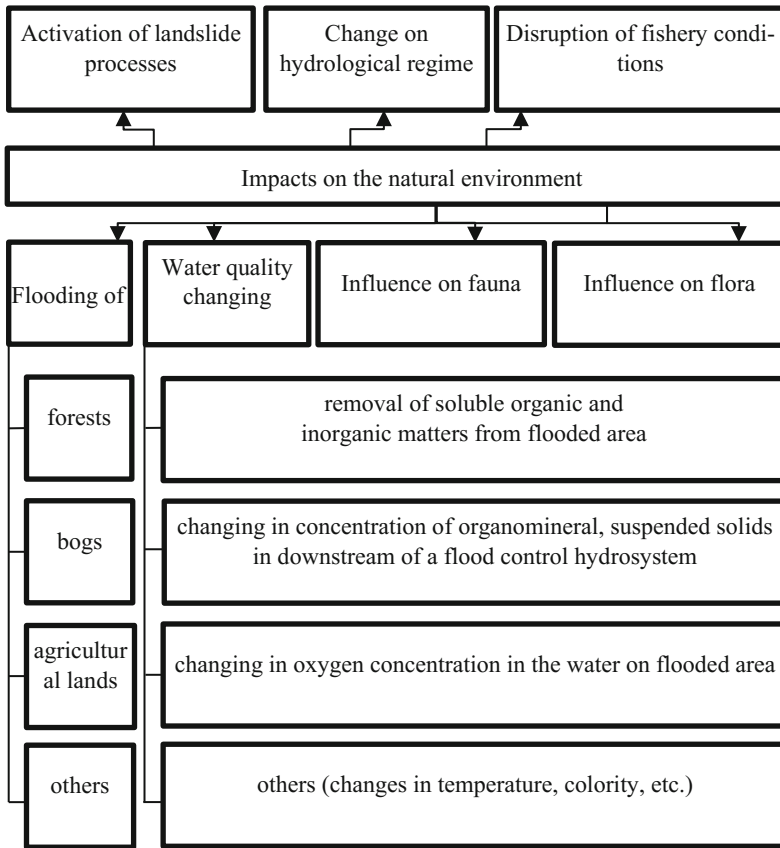 Activation of landslide
processes
Change on
hydrological regime
Disruption of fishery condi-
tions
Impacts on the natural environment
Flooding of
Water quality
changing
Influence on fauna
Influence on flora
forests
removal of soluble organic and
inorganic matters from flooded area
bogs
changing in concentration of organomineral, suspended solids
in downstream of a flood control hydrosystem
agricultur
al lands
changing in oxygen concentration in the water on flooded area
others
others (changes in temperature, colority, etc.)